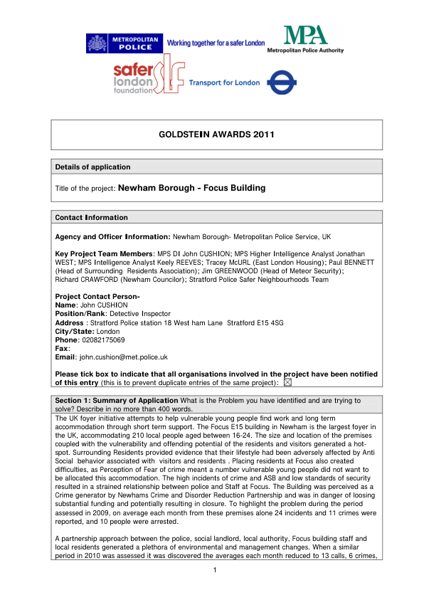 METROPOLITAN POLICE Working together for a safer London
MPA
Metropolitan Police Authority
safer london foundation
Transport for London
GOLDSTEIN AWARDS 2011
Details of application
Title of the project: Newham Borough - Focus Building
Contact Information
Agency and Officer Information: Newham Borough- Metropolitan Police Service, UK
Key Project Team Members: MPS DI John CUSHION; MPS Higher Intelligence Analyst Jonathan
WEST; MPS Intelligence Analyst Keely REEVES; Tracey McURL (East London Housing); Paul BENNETT
(Head of Surrounding Residents Association); Jim GREENWOOD (Head of Meteor Security);
Richard CRAWFORD (Newham Councilor); Stratford Police Safer Neighbourhoods Team
Project Contact Person-
Name: John CUSHION
Position/Rank: Detective Inspector
Address : Stratford Police station 18 West ham Lane Stratford E15 4SG
City/State: London
Phone: 02082175069
Fax:
Email: john.cushion@met.police.uk
Please tick box to indicate that all organisations involved in the project have been notified
of this entry (this is to prevent duplicate entries of the same project): ☒
Section 1: Summary of Application What is the Problem you have identified and are trying to
solve? Describe in no more than 400 words.
The UK foyer initiative attempts to help vulnerable young people find work and long term
accommodation through short term support. The Focus E15 building in Newham is the largest foyer in
the UK, accommodating 210 local people aged between 16-24. The size and location of the premises
coupled with the vulnerability and offending potential of the residents and visitors generated a hot-
spot. Surrounding Residents provided evidence that their lifestyle had been adversely affected by Anti
Social behavior associated with visitors and residents . Placing residents at Focus also created
difficulties, as Perception of Fear of crime meant a number vulnerable young people did not want to
be allocated this accommodation. The high incidents of crime and ASB and low standards of security
resulted in a strained relationship between police and Staff at Focus. The Building was perceived as a
Crime generator by Newhams Crime and Disorder Reduction Partnership and was in danger of loosing
substantial funding and potentially resulting in closure. To highlight the problem during the period
assessed in 2009, on average each month from these premises alone 24 incidents and 11 crimes were
reported, and 10 people were arrested.
A partnership approach between the police, social landlord, local authority, Focus building staff and
local residents generated a plethora of environmental and management changes. When a similar
period in 2010 was assessed it was discovered the averages each month reduced to 13 calls, 6 crimes,
1